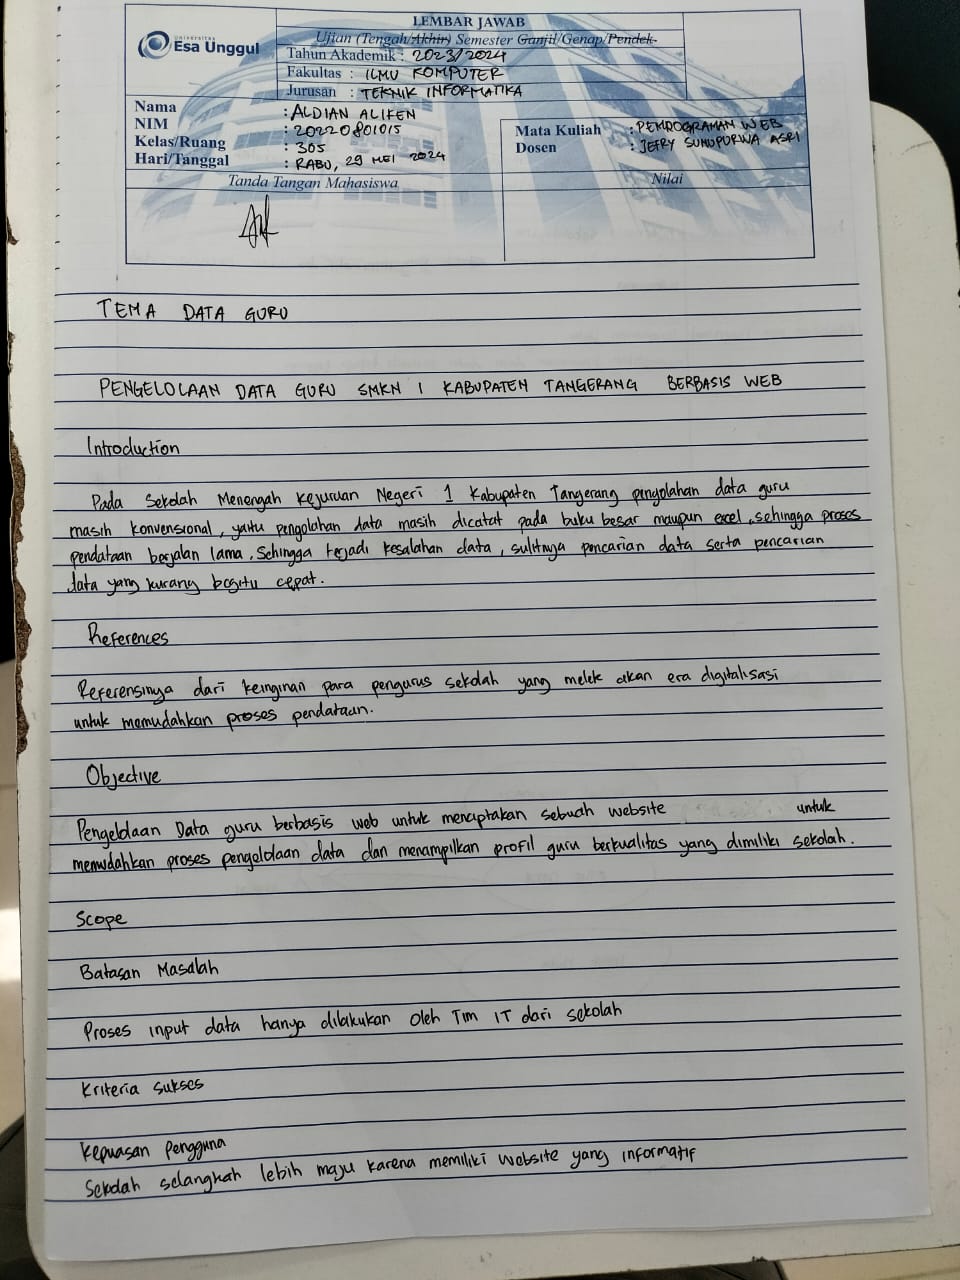 Universitas
Esa Unggul
LEMBAR JAWAB
Ujian (Tengah/Akhir) Semester Ganjil/Genap/Pendek
Tahun Akademik : 2023/2024
Fakultas : ILMU KOMPUTER
Jurusan : TEKNIK INFORMATIKA
Nama : ALDIAN ALIFEN
NIM : 20220801015
Kelas/Ruang : 305
Hari/Tanggal : RABU, 29 MEI 2024
Mata Kuliah : PEMROGRAMAN WEB
Dosen : JEFRY SUNUPURWA ASRI
Tanda Tangan Mahasiswa
Nilai
TEMA DATA GURU
PENGELOLAAN DATA GURU SMKN 1 KABUPATEN TANGERANG BERBASIS WEB
Introduction
Pada Sekolah Menengah Kejuruan Negeri 1 Kabupaten Tangerang pengolahan data guru
masih konvensional, yaitu pengolahan data masih dicatat pada buku besar maupun excel, sehingga proses
pendataan berjalan lama, Sehingga terjadi kesalahan data, sulitnya pencarian data serta pencarian
data yang kurang begitu cepat.
References
Referensinya dari keinginan para pengurus sekolah yang melek akan era digitalisasi
untuk memudahkan proses pendataan.
Objective
Pengelolaan Data guru berbasis web untuk menciptakan sebuah website untuk
memudahkan proses pengelolaan data dan menampilkan profil guru berkualitas yang dimiliki sekolah.
Scope
Batasan Masalah
Proses input data hanya dilakukan oleh Tim IT dari sekolah
Kriteria sukses
Kepuasan pengguna
Sekolah selangkah lebih maju karena memiliki website yang informatif